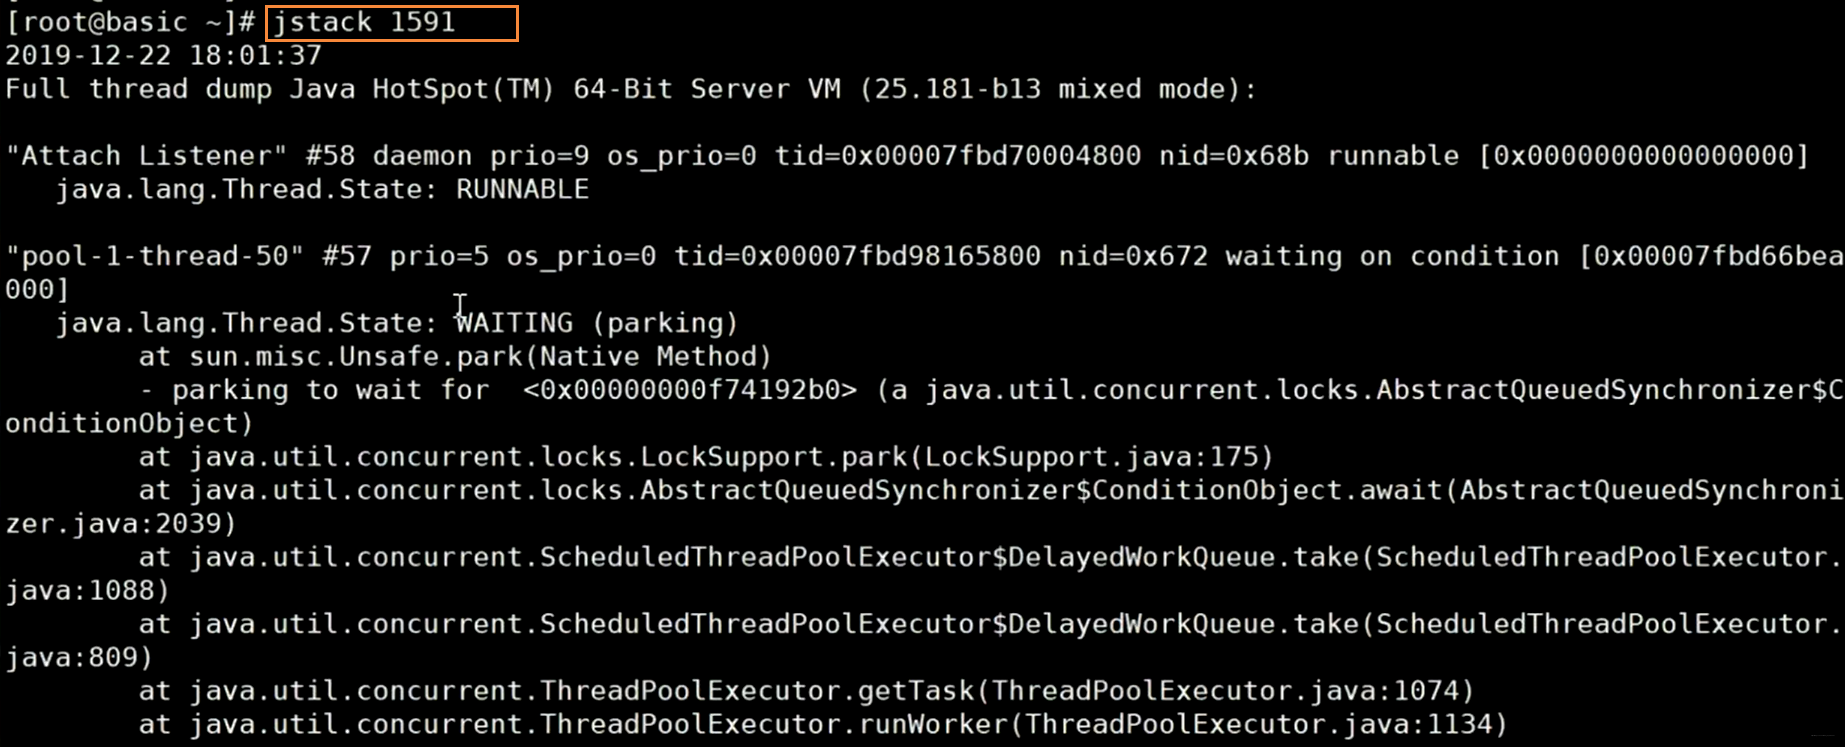 [root@basic ~]# jstack 1591
2019-12-22 18:01:37
Full thread dump Java HotSpot(TM) 64-Bit Server VM (25.181-b13 mixed mode):
"Attach Listener" #58 daemon prio=9 os_prio=0 tid=0x00007fbd70004800 nid=0x68b runnable [0x0000000000000000]
java.lang.Thread.State: RUNNABLE
"pool-1-thread-50" #57 prio=5 os_prio=0 tid=0x00007fbd98165800 nid=0x672 waiting on condition [0x00007fbd66bea
000]
java.lang.Thread.State: WAITING (parking)
at sun.misc.Unsafe.park(Native Method)
- parking to wait for  <0x00000000f74192b0> (a java.util.concurrent.locks.AbstractQueuedSynchronizer$C
onditionObject)
at java.util.concurrent.locks.LockSupport.park(LockSupport.java:175)
at java.util.concurrent.locks.AbstractQueuedSynchronizer$ConditionObject.await(AbstractQueuedSynchroni
zer.java:2039)
at java.util.concurrent.ScheduledThreadPoolExecutor$DelayedWorkQueue.take(ScheduledThreadPoolExecutor.
java:1088)
at java.util.concurrent.ScheduledThreadPoolExecutor$DelayedWorkQueue.take(ScheduledThreadPoolExecutor.
java:809)
at java.util.concurrent.ThreadPoolExecutor.getTask(ThreadPoolExecutor.java:1074)
at java.util.concurrent.ThreadPoolExecutor.runWorker(ThreadPoolExecutor.java:1134)